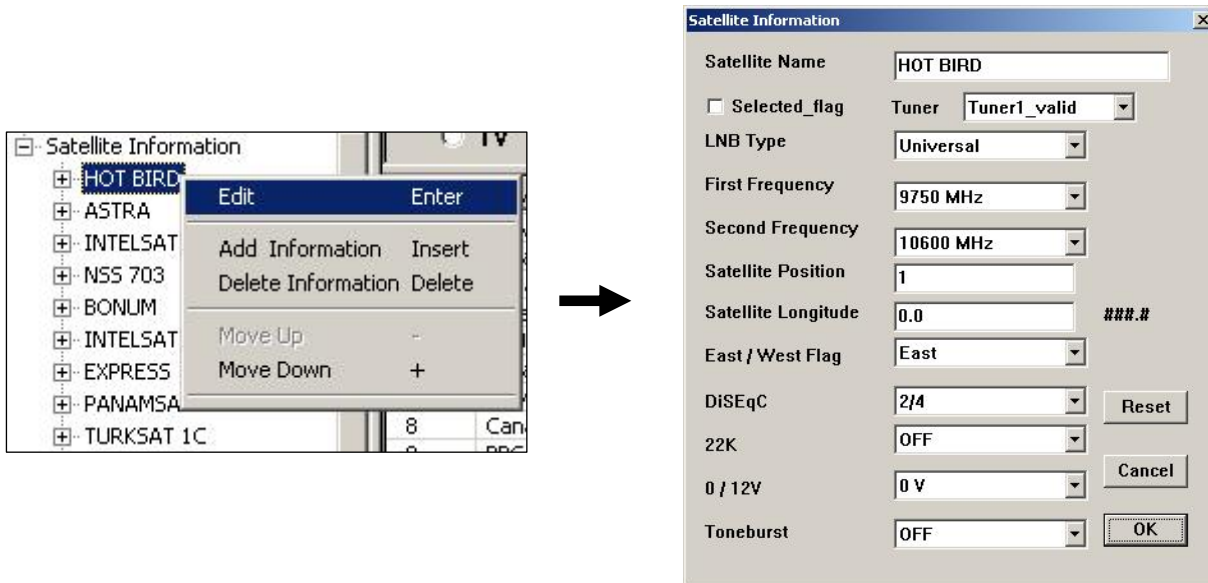 Satellite Information
TV
HOT BIRD
ASTRA
INTELSAT
NSS 703
BONUM
INTELSAT
EXPRESS
PANAMSA
TURKSAT 1C
Edit Enter
Add Information Insert
Delete Information Delete
Move Up -
Move Down +
8 Can
Satellite Information
Satellite Name HOT BIRD
Selected_flag Tuner Tuner1_valid
LNB Type Universal
First Frequency 9750 MHz
Second Frequency 10600 MHz
Satellite Position 1
Satellite Longitude 0.0 ###.#
East / West Flag East
DiSEqC 2/4 Reset
22K OFF
0 / 12V 0 V Cancel
Toneburst OFF OK